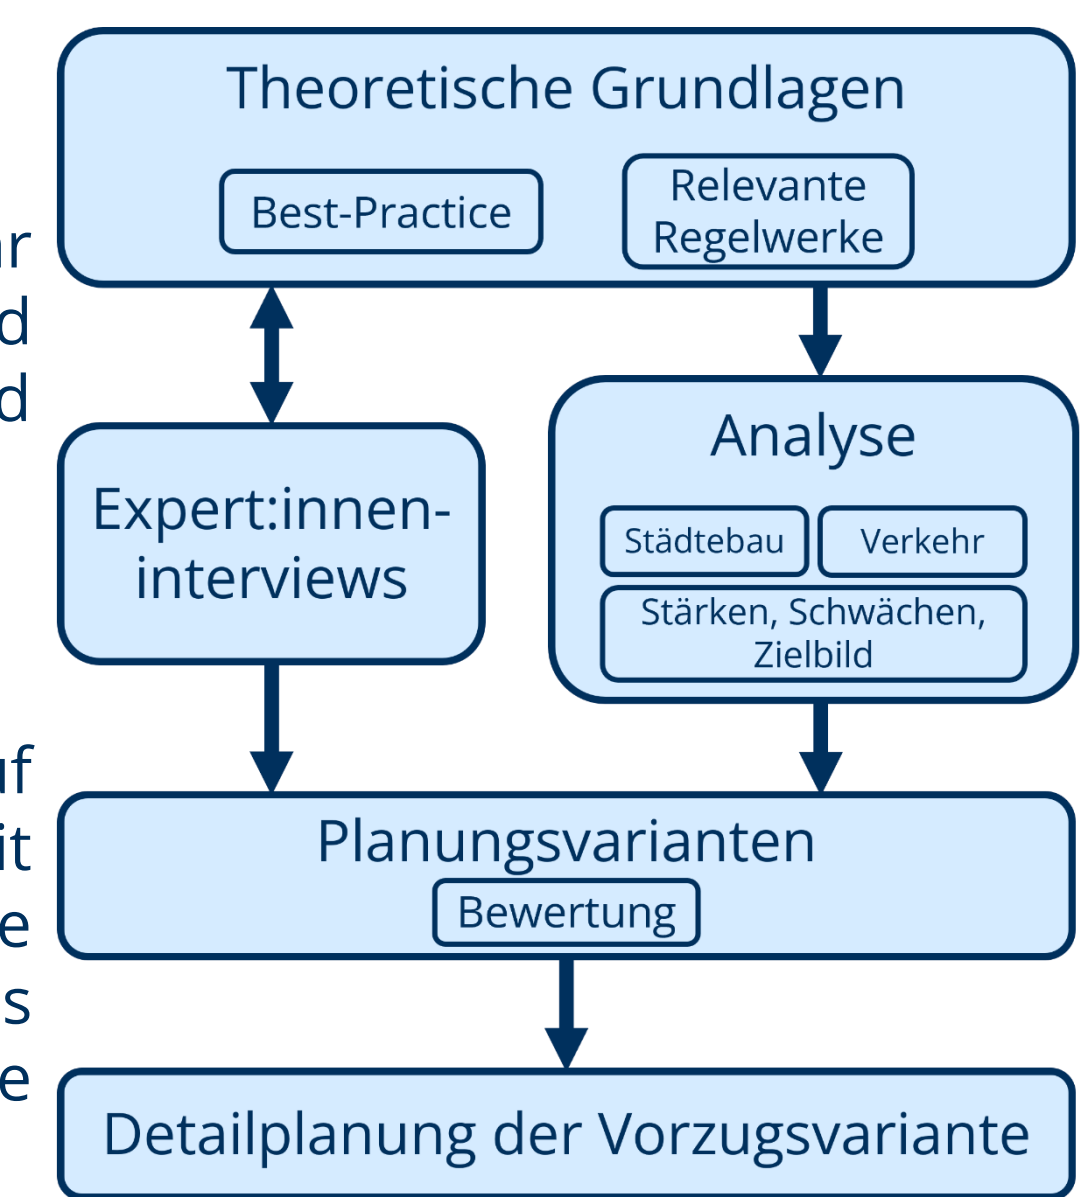 Theoretische Grundlagen
Best-Practice
Relevante
Regelwerke
Expert:innen-
interviews
Analyse
Städtebau
Verkehr
Stärken, Schwächen,
Zielbild
Planungsvarianten
Bewertung
Detailplanung der Vorzugsvariante